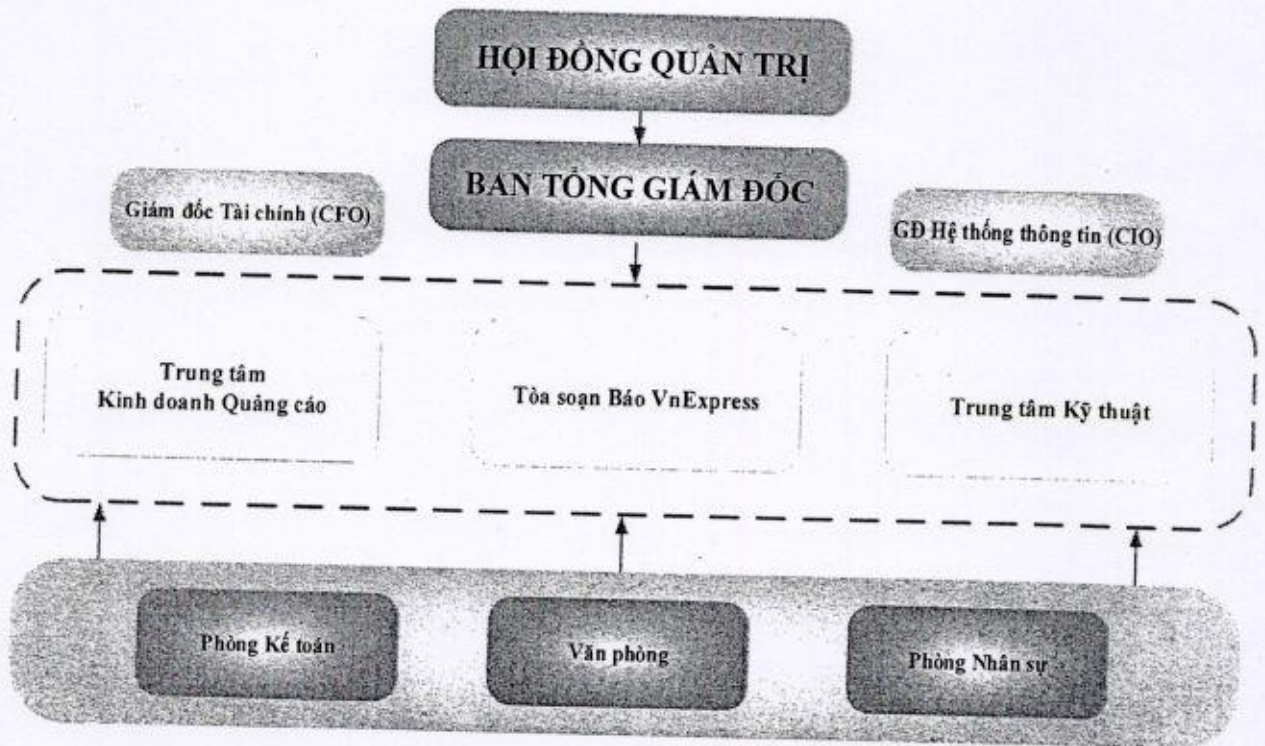 HỘI ĐỒNG QUẢN TRỊ
BAN TỔNG GIÁM ĐỐC
Giám đốc Tài chính (CFO)
GĐ Hệ thống thông tin (CIO)
Trung tâm
Kinh doanh Quảng cáo
Tòa soạn Báo VnExpress
Trung tâm Kỹ thuật
Phòng Kế toán
Văn phòng
Phòng Nhân sự